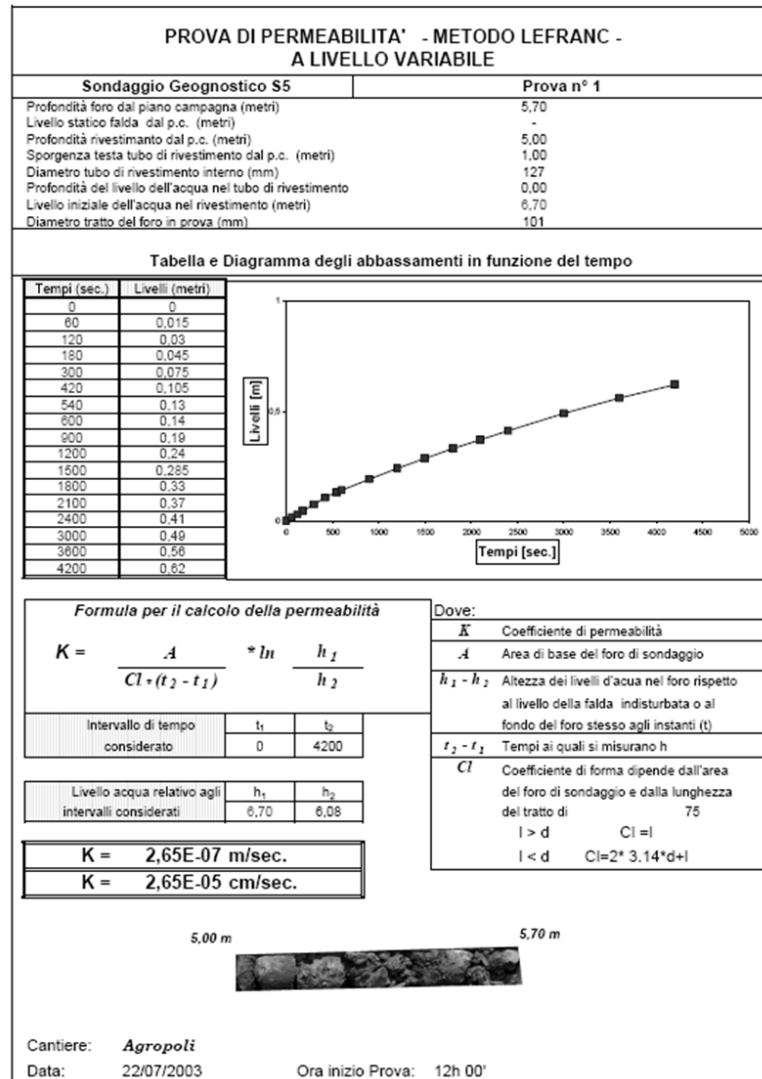 PROVA DI PERMEABILITA' - METODO LEFRANC -
A LIVELLO VARIABILE
Sondaggio Geognostico S5 Prova n° 1
Profondità foro dal piano campagna (metri) 5,70
Livello statico falda dal p.c. (metri) -
Profondità rivestimanto dal p.c. (metri) 5,00
Sporgenza testa tubo di rivestimento dal p.c. (metri) 1,00
Diametro tubo di rivestimento interno (mm) 127
Profondità del livello dell'acqua nel tubo di rivestimento 0,00
Livello iniziale dell'acqua nel rivestimento (metri) 6,70
Diametro tratto del foro in prova (mm) 101
Tabella e Diagramma degli abbassamenti in funzione del tempo
Tempi (sec.) Livelli (metri)
0 0
60 0,015
120 0,03
180 0,045
300 0,075
420 0,105
540 0,13
600 0,14
900 0,19
1200 0,24
1500 0,285
1800 0,33
2100 0,37
2400 0,41
3000 0,49
3600 0,56
4200 0,62
1
0,5
0
Livelli [m]
0 500 1000 1500 2000 2500 3000 3500 4000 4500 5000
Tempi [sec.]
Formula per il calcolo della permeabilità
K = A * ln h1
Cl * (t2 - t1) h2
Intervallo di tempo t1 t2
considerato 0 4200
Livello acqua relativo agli h1 h2
intervalli considerati 6,70 6,08
K = 2,65E-07 m/sec.
K = 2,65E-05 cm/sec.
Dove:
K Coefficiente di permeabilità
A Area di base del foro di sondaggio
h1 - h2 Altezza dei livelli d'acua nel foro rispetto
al livello della falda indisturbata o al
fondo del foro stesso agli instanti (t)
t2 - t1 Tempi ai quali si misurano h
Cl Coefficiente di forma dipende dall'area
del foro di sondaggio e dalla lunghezza
del tratto di 75
l > d Cl =l
l < d Cl=2* 3.14*d+l
5,00 m 5,70 m
Cantiere: Agropoli
Data: 22/07/2003 Ora inizio Prova: 12h 00'